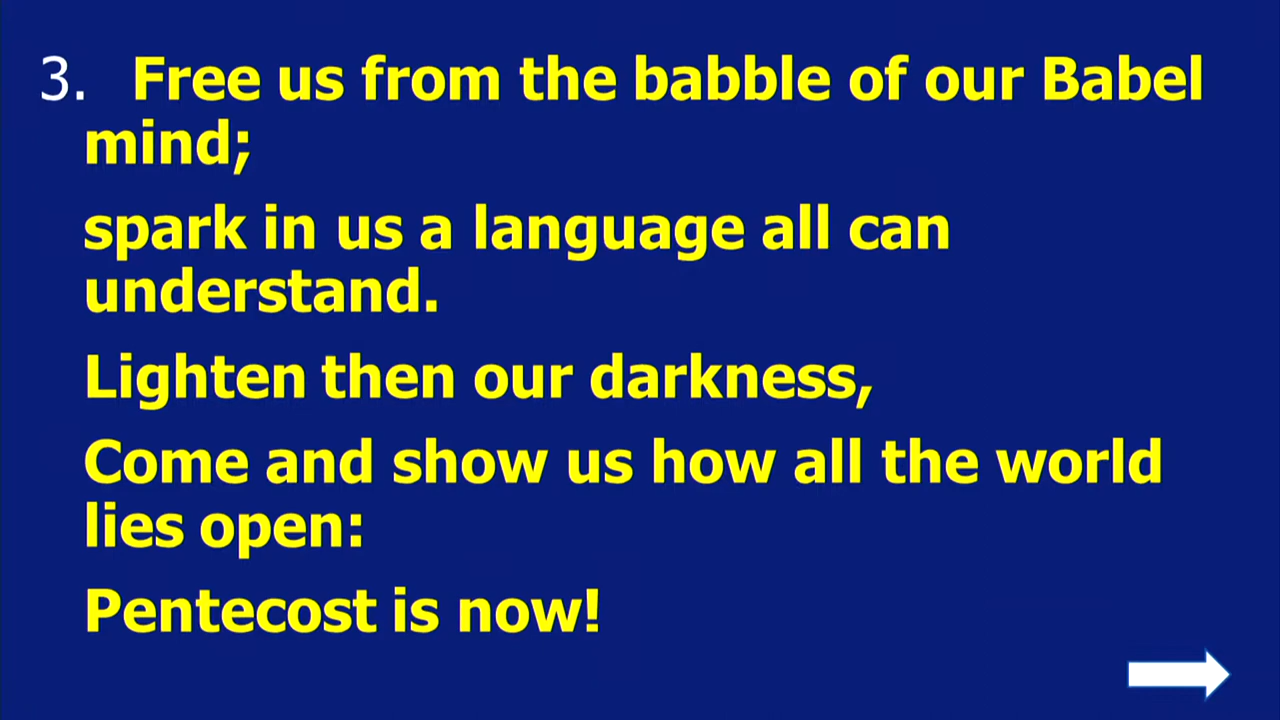 3. Free us from the babble of our Babel
mind;
spark in us a language all can
understand.
Lighten then our darkness,
Come and show us how all the world
lies open:
Pentecost is now!